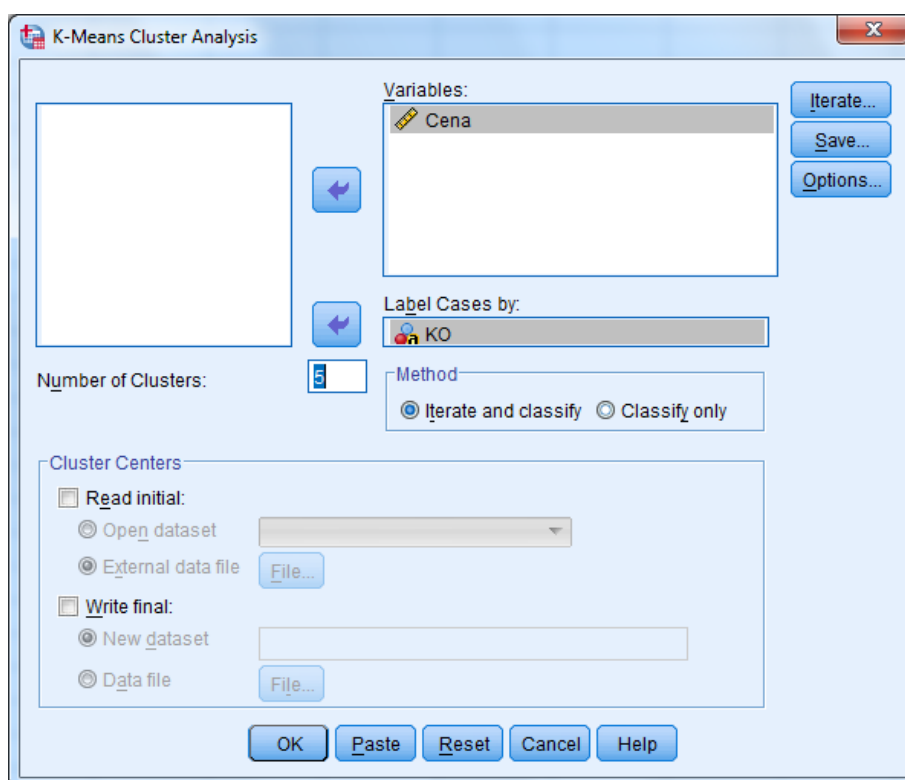 K-Means Cluster Analysis
Variables:
Cena
Iterate...
Save...
Options...
Label Cases by:
KO
Number of Clusters:
5
Method
Iterate and classify
Classify only
Cluster Centers
Read initial:
Open dataset
External data file
File...
Write final:
New dataset
Data file
File...
OK
Paste
Reset
Cancel
Help